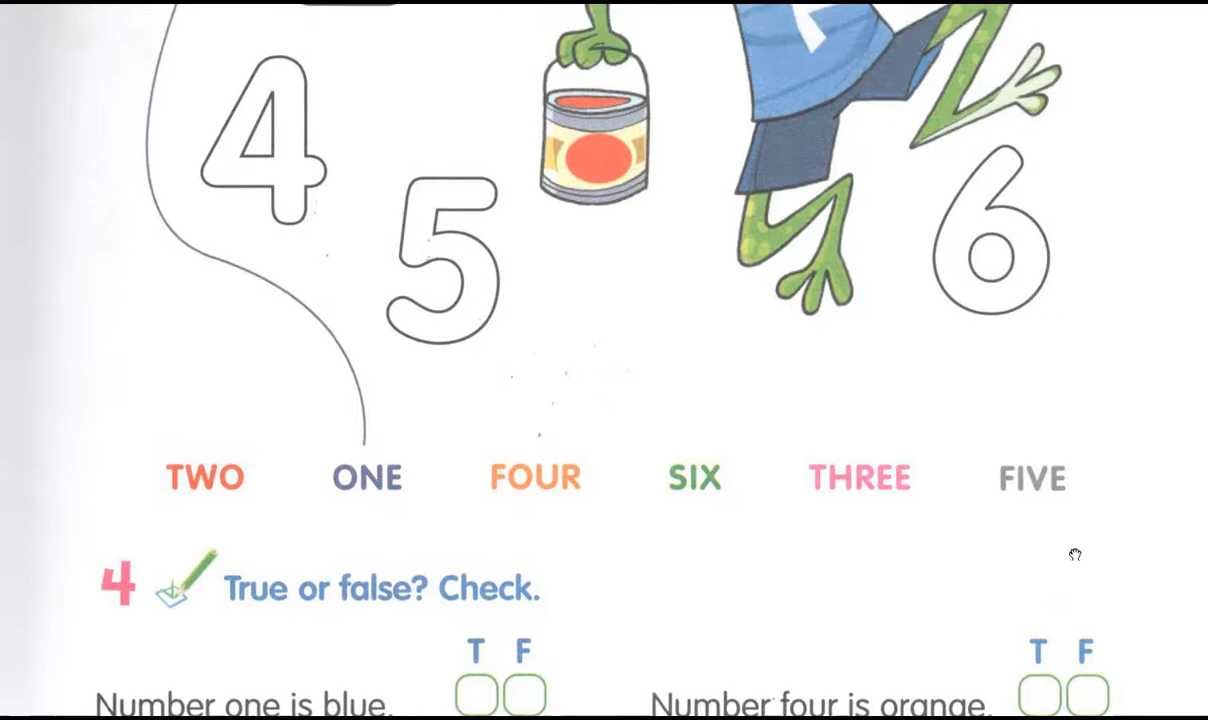 4
5
6
TWO ONE FOUR SIX THREE FIVE
4 True or false? Check.
T F T F
Number one is blue. Number four is orange.